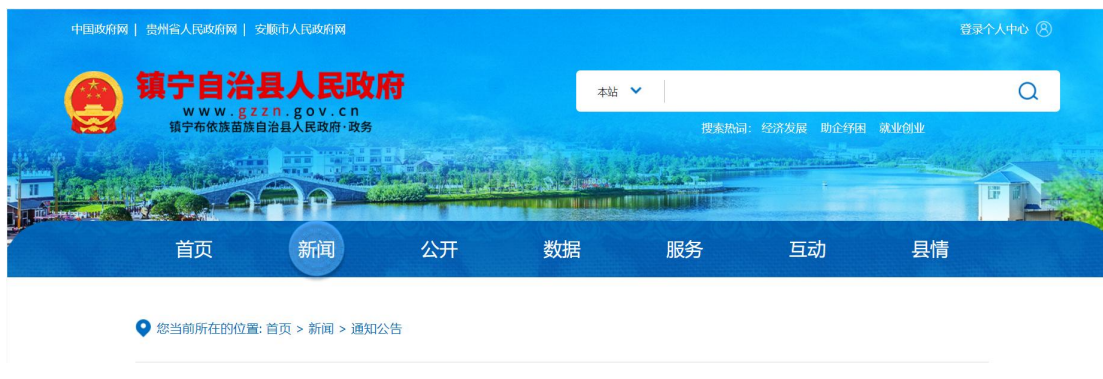 中国政府网 | 贵州省人民政府网 | 安顺市人民政府网
登录个人中心
镇宁自治县人民政府
www.gzzn.gov.cn
镇宁布依族苗族自治县人民政府·政务
本站
搜索热词: 经济发展 助企纾困 就业创业
首页 新闻 公开 数据 服务 互动 县情
您当前所在的位置: 首页 > 新闻 > 通知公告